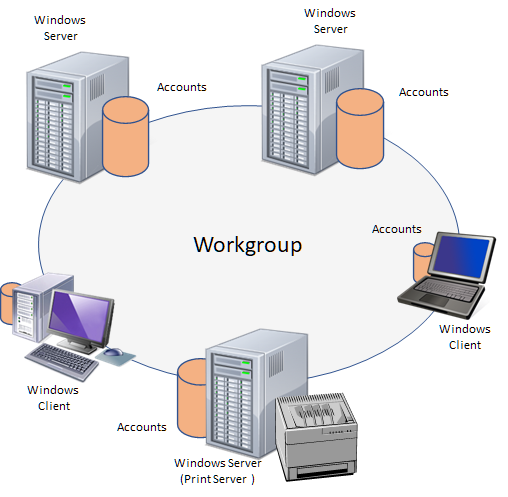 Windows
Server
Accounts
Windows
Server
Accounts
Workgroup
Accounts
Windows
Client
Windows
Client
Accounts
Windows Server
(Print Server )